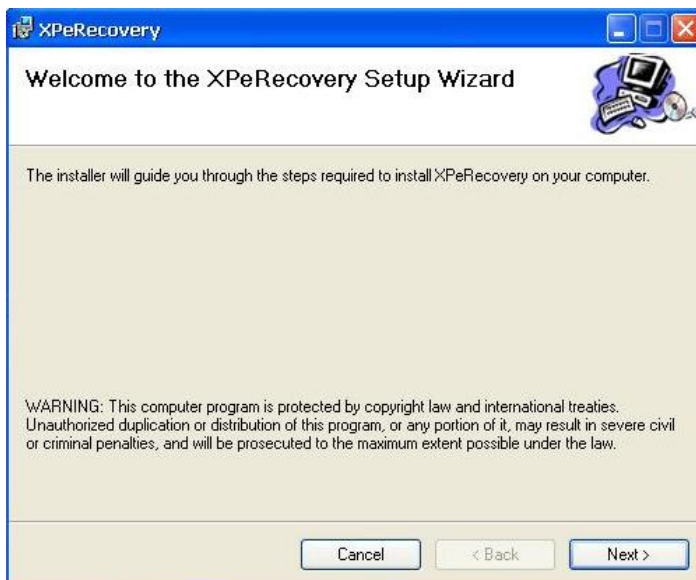 XPeRecovery
Welcome to the XPeRecovery Setup Wizard
The installer will guide you through the steps required to install XPeRecovery on your computer.
WARNING: This computer program is protected by copyright law and international treaties.
Unauthorized duplication or distribution of this program, or any portion of it, may result in severe civil
or criminal penalties, and will be prosecuted to the maximum extent possible under the law.
Cancel
< Back
Next >